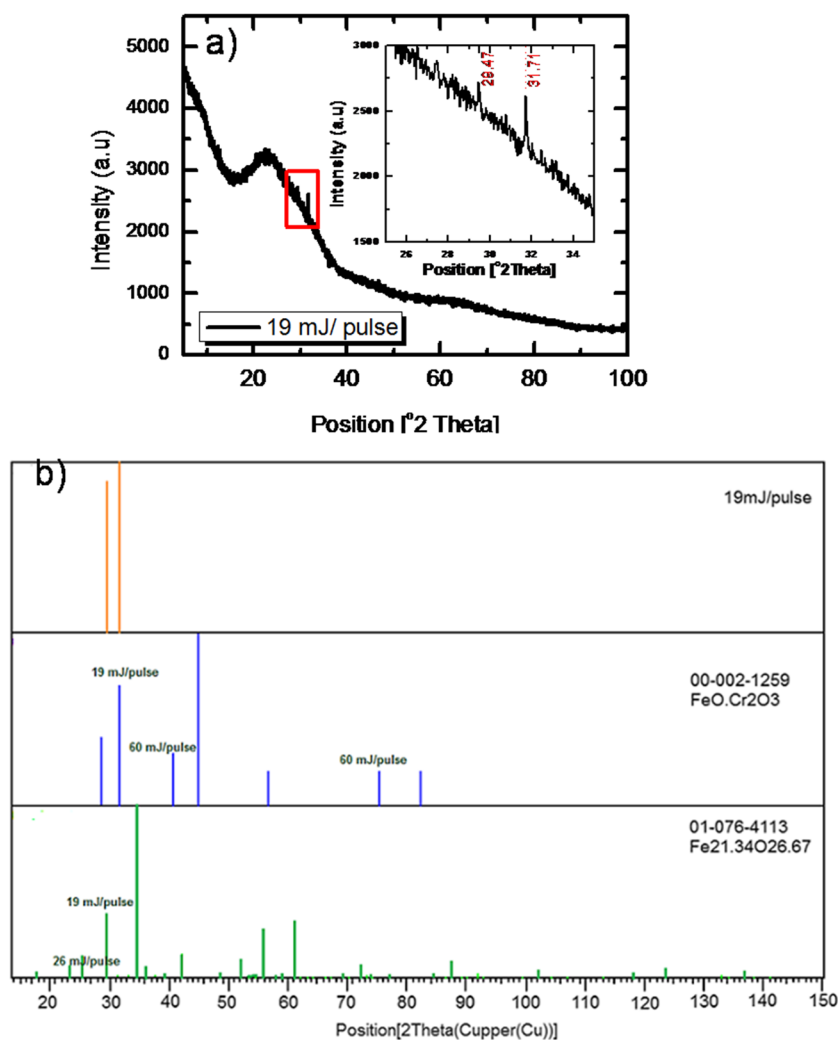 a)
5000
4000
3000
2000
1000
0
Intensity (a.u)
19 mJ/ pulse
20 40 60 80 100
Position [°2 Theta]
3000
2500
2000
1500
Intensity (a.u)
29.47
31.71
26 28 30 32 34
Position [°2Theta]
b)
19mJ/pulse
19 mJ/pulse
60 mJ/pulse
60 mJ/pulse
00-002-1259
FeO.Cr2O3
19 mJ/pulse
26 mJ/pulse
01-076-4113
Fe21.34O26.67
20 30 40 50 60 70 80 90 100 110 120 130 140 150
Position[2Theta(Cupper(Cu))]